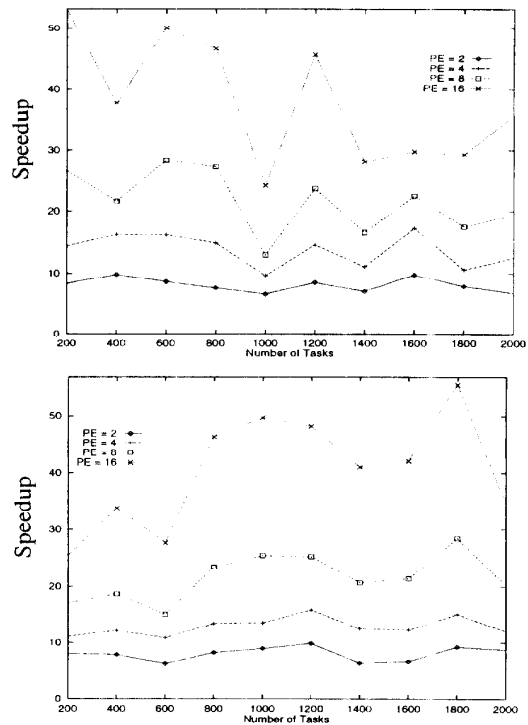 50
40
30
20
10
0
Speedup
PE = 2
PE = 4
PE = 8
PE = 16
200 400 600 800 1000 1200 1400 1600 1800 2000
Number of Tasks
50
40
30
20
10
0
Speedup
PE = 2
PE = 4
PE = 8
PE = 16
200 400 600 800 1000 1200 1400 1600 1800 2000
Number of Tasks